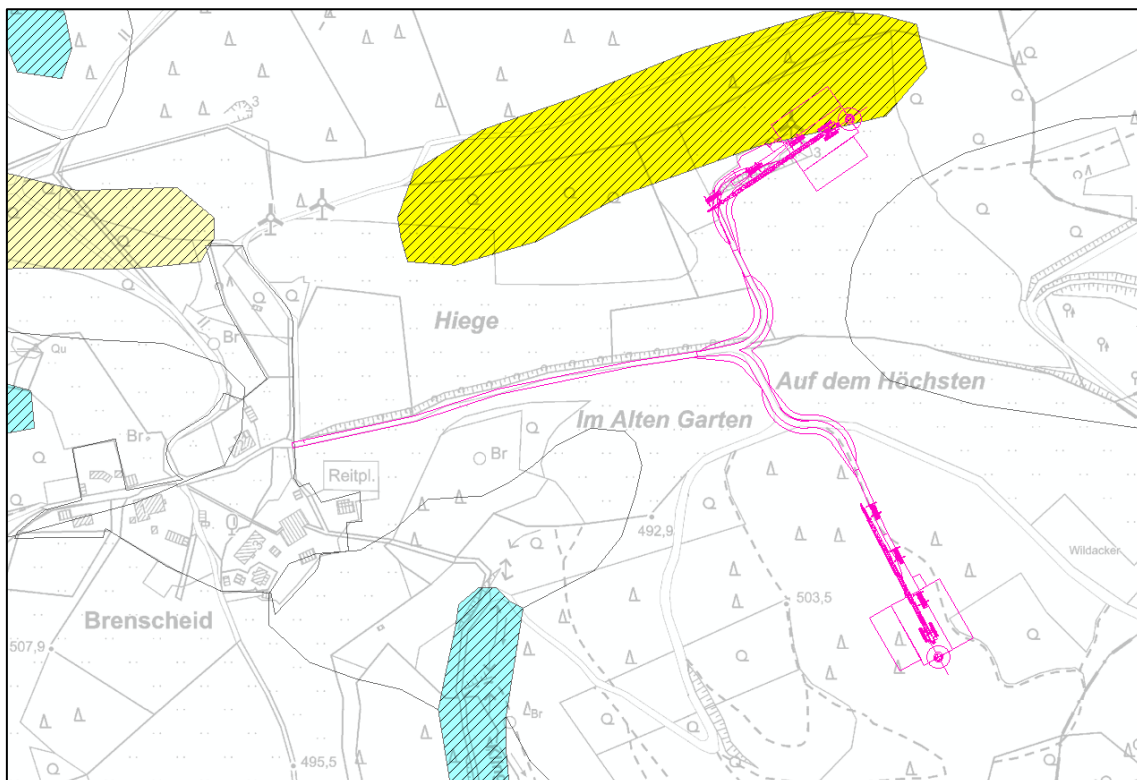 3
3
Hiege
Br
Qu
Auf dem Höchsten
Im Alten Garten
Br
Br
Reitpl.
492,9
Wildacker
503,5
Brenscheid
507,9
Br
495,5